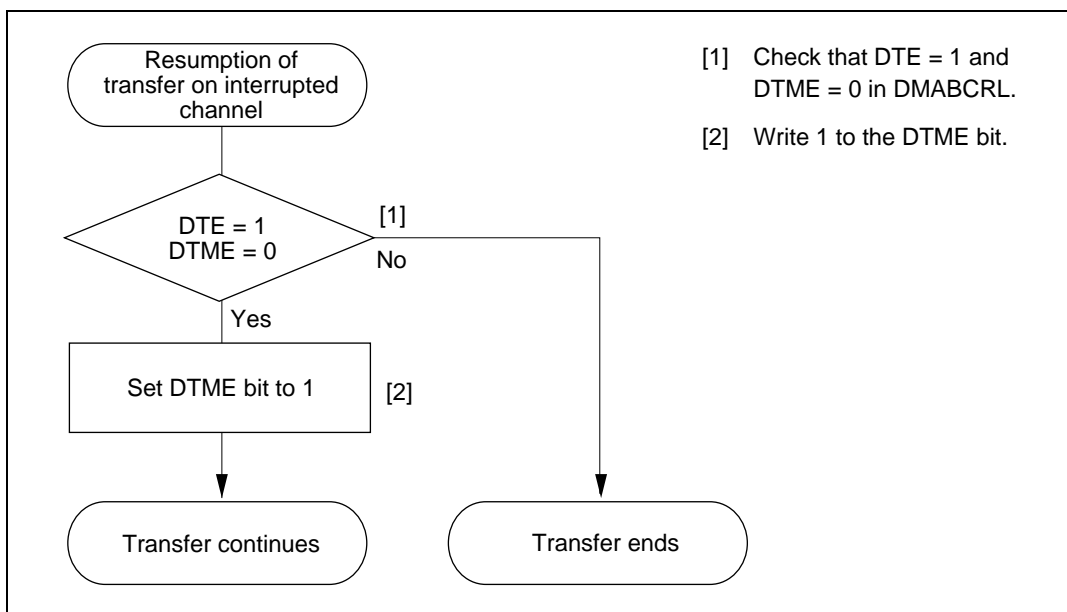 Resumption of
transfer on interrupted
channel
[1] Check that DTE = 1 and
DTME = 0 in DMABCRL.
[2] Write 1 to the DTME bit.
DTE = 1
DTME = 0
[1]
No
Yes
Set DTME bit to 1
[2]
Transfer continues
Transfer ends